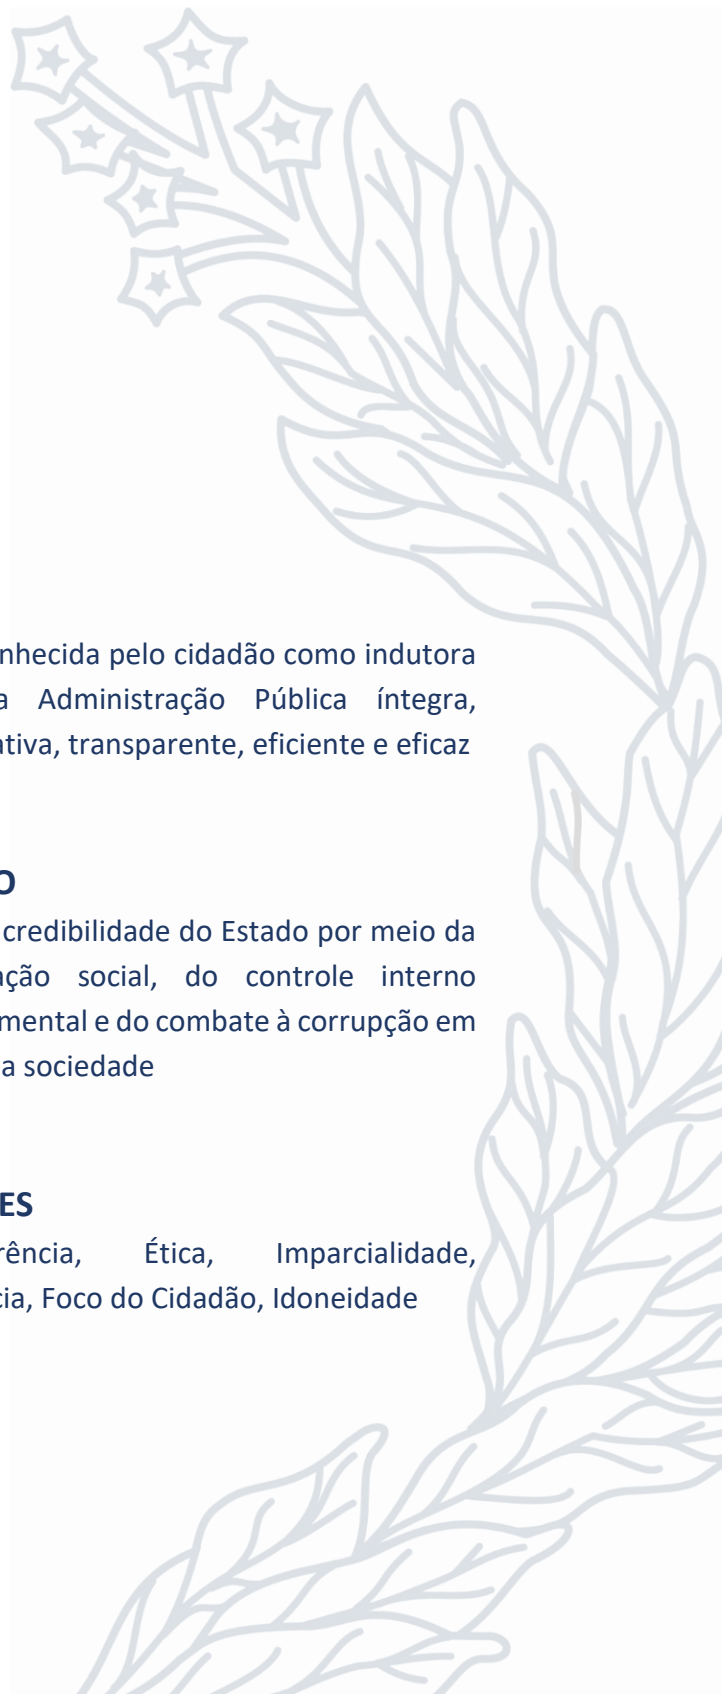 nhecida pelo cidadão como indutora
a Administração Pública íntegra,
ativa, transparente, eficiente e eficaz
O
credibilidade do Estado por meio da
ação social, do controle interno
mental e do combate à corrupção em
a sociedade
ES
rência, Ética, Imparcialidade,
cia, Foco do Cidadão, Idoneidade